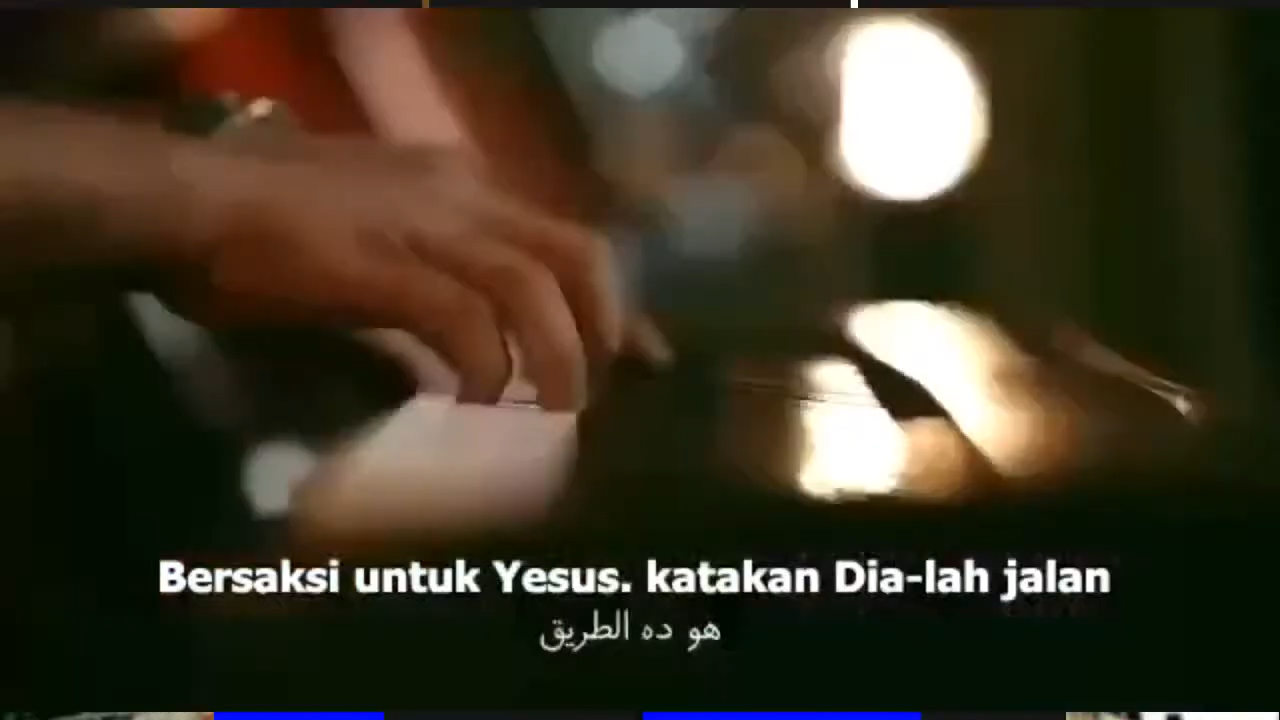 Bersaksi untuk Yesus. katakan Dia-lah jalan
هو ده الطريق